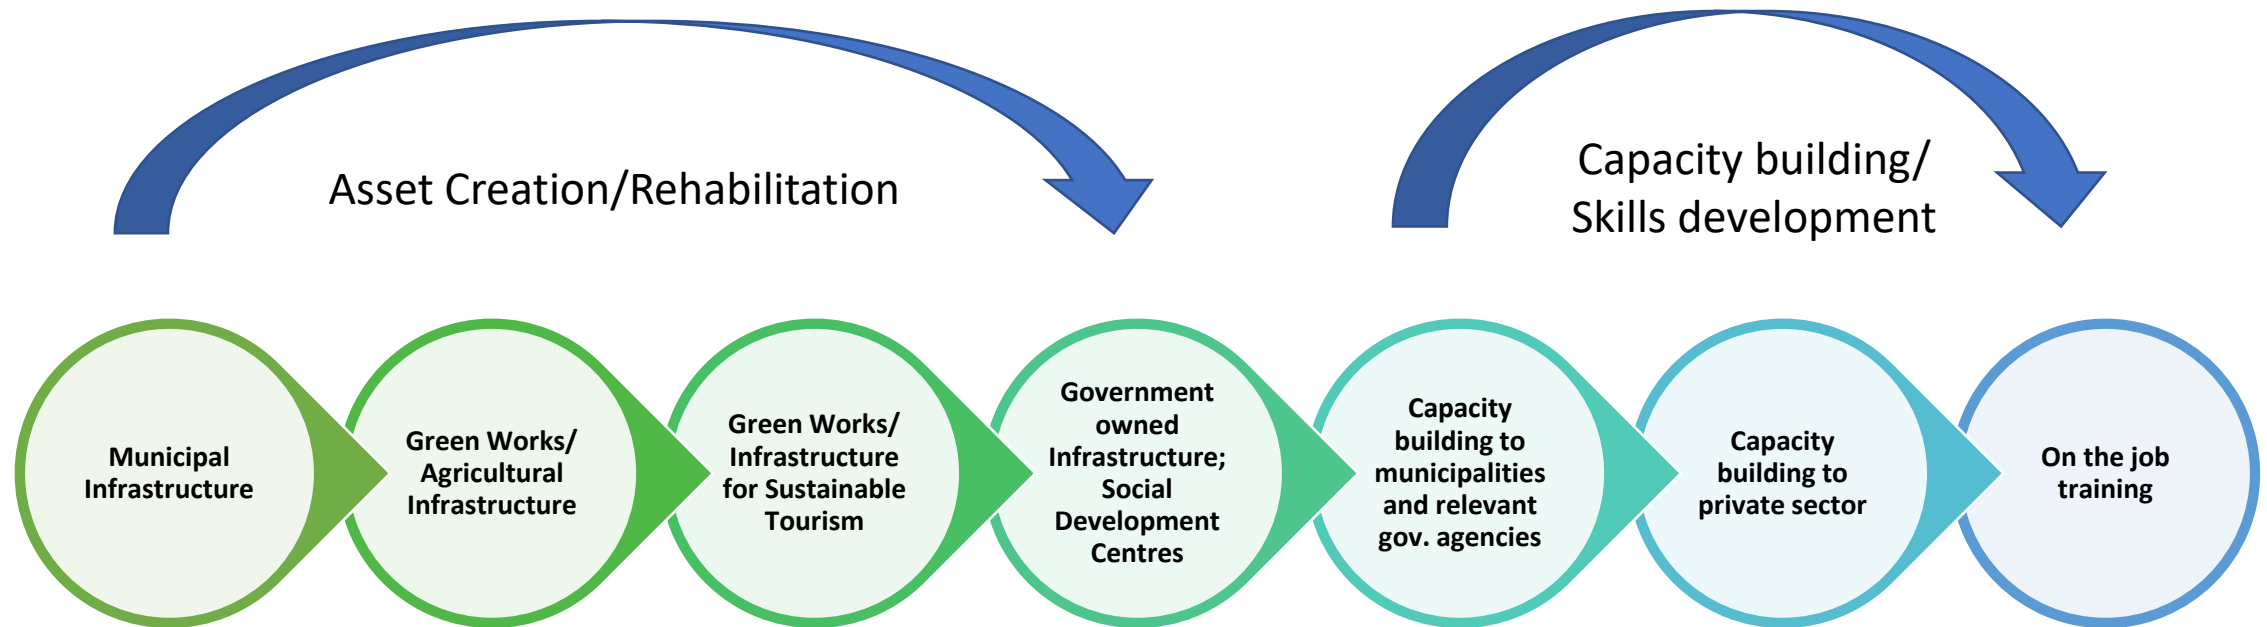 Asset Creation/Rehabilitation
Capacity building/
Skills development
Municipal
Infrastructure
Green Works/
Agricultural
Infrastructure
Green Works/
Infrastructure
for Sustainable
Tourism
Government
owned
Infrastructure;
Social
Development
Centres
Capacity
building to
municipalities
and relevant
gov. agencies
Capacity
building to
private sector
On the job
training